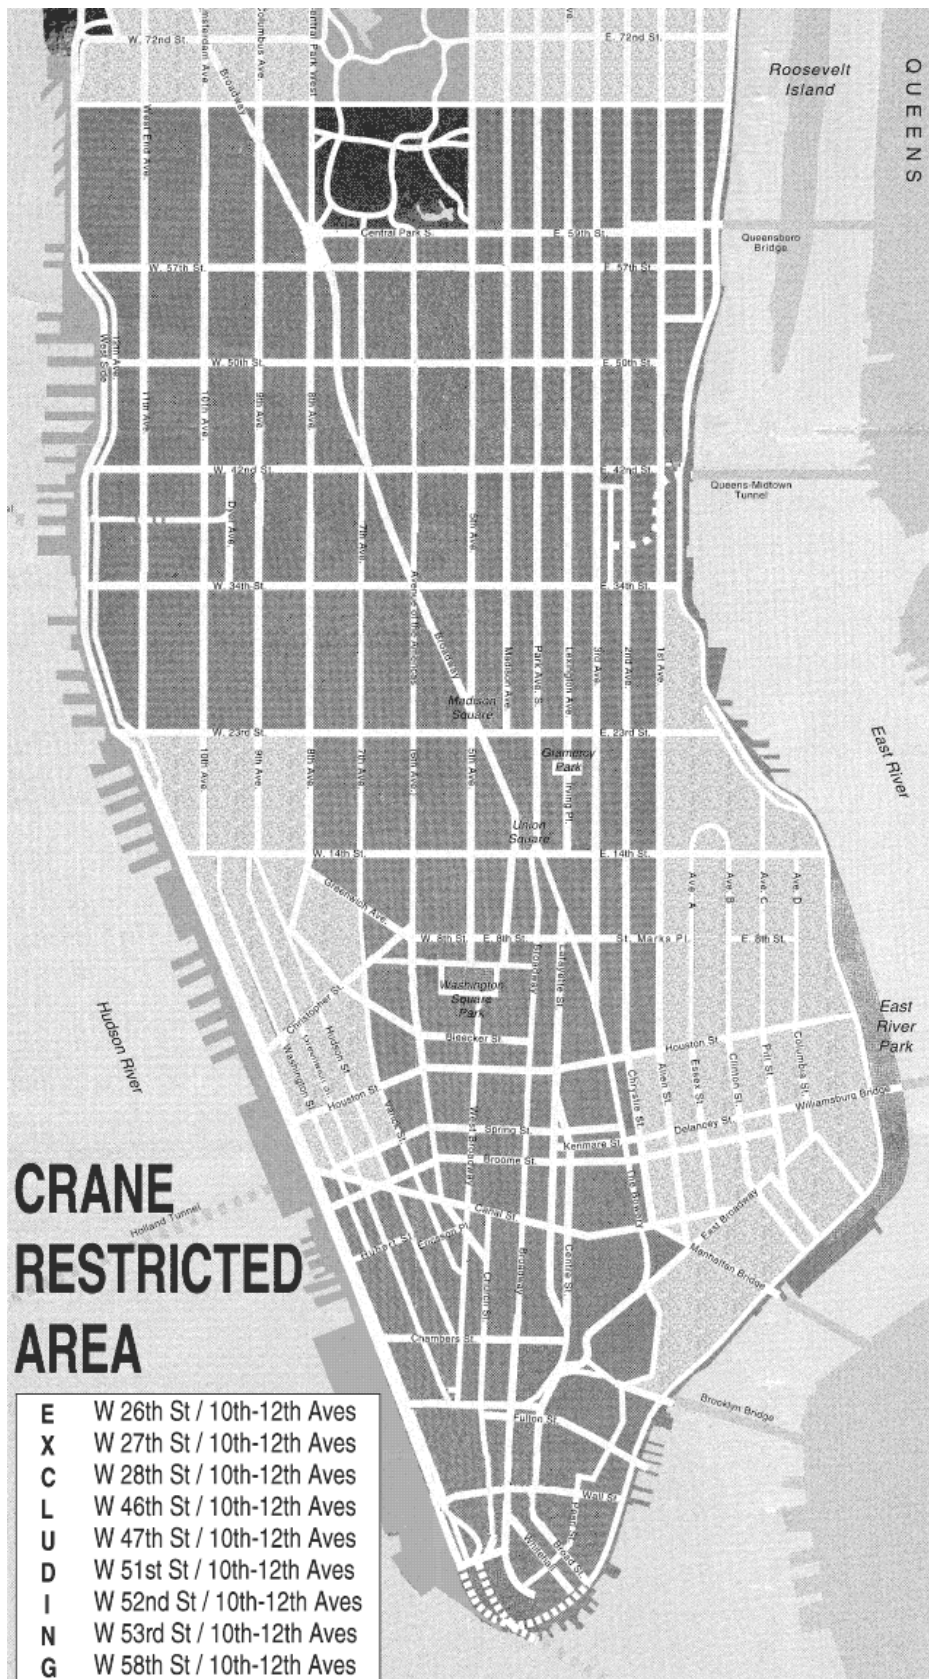 W. 72nd St.
E. 72nd St.
Amsterdam Ave.
Columbus Ave.
Central Park West
Broadway
West End Ave.
Roosevelt
Island
QUEENS
Central Park S.
E. 59th St.
Queensboro
Bridge
W. 57th St.
E. 57th St.
12th Ave.
West Side
W. 50th St.
E. 50th St.
11th Ave.
10th Ave.
9th Ave.
8th Ave.
W. 42nd St.
E. 42nd St.
Queens-Midtown
Tunnel
Dyer Ave.
7th Ave.
5th Ave.
W. 34th St.
E. 34th St.
Avenue of the Americas
Broadway
Madison Ave.
Park Ave. S.
Lexington Ave.
3rd Ave.
2nd Ave.
1st Ave.
Madison
Square
W. 23rd St.
E. 23rd St.
10th Ave.
9th Ave.
8th Ave.
7th Ave.
6th Ave.
5th Ave.
Gramercy
Park
Irving Pl.
East River
Union
Square
W. 14th St.
E. 14th St.
Greenwich Ave.
Ave. A
Ave. B
Ave. C
Ave. D
W. 8th St.
E. 8th St.
St. Marks Pl.
E. 8th St.
Broadway
Lafayette St.
Washington
Square
Park
Christopher St.
Bleecker St.
Hudson River
Washington St.
Greenwich St.
Hudson St.
East
River
Park
Houston St.
Houston St.
Varick St.
West Broadway
Chrystie St.
Allen St.
Essex St.
Clinton St.
Pitt St.
Columbia St.
Williamsburg Bridge
Spring St.
Kenmare St.
Delancey St.
Broome St.
The Bowery
CRANE
RESTRICTED
AREA
Holland Tunnel
Canal St.
East Broadway
Manhattan Bridge
Hubert St.
Church St.
Broadway
Centre St.
Chambers St.
Brooklyn Bridge
Fulton St.
Wall St.
Whitehall
Broad St.
E W 26th St / 10th-12th Aves
X W 27th St / 10th-12th Aves
C W 28th St / 10th-12th Aves
L W 46th St / 10th-12th Aves
U W 47th St / 10th-12th Aves
D W 51st St / 10th-12th Aves
I W 52nd St / 10th-12th Aves
N W 53rd St / 10th-12th Aves
G W 58th St / 10th-12th Aves